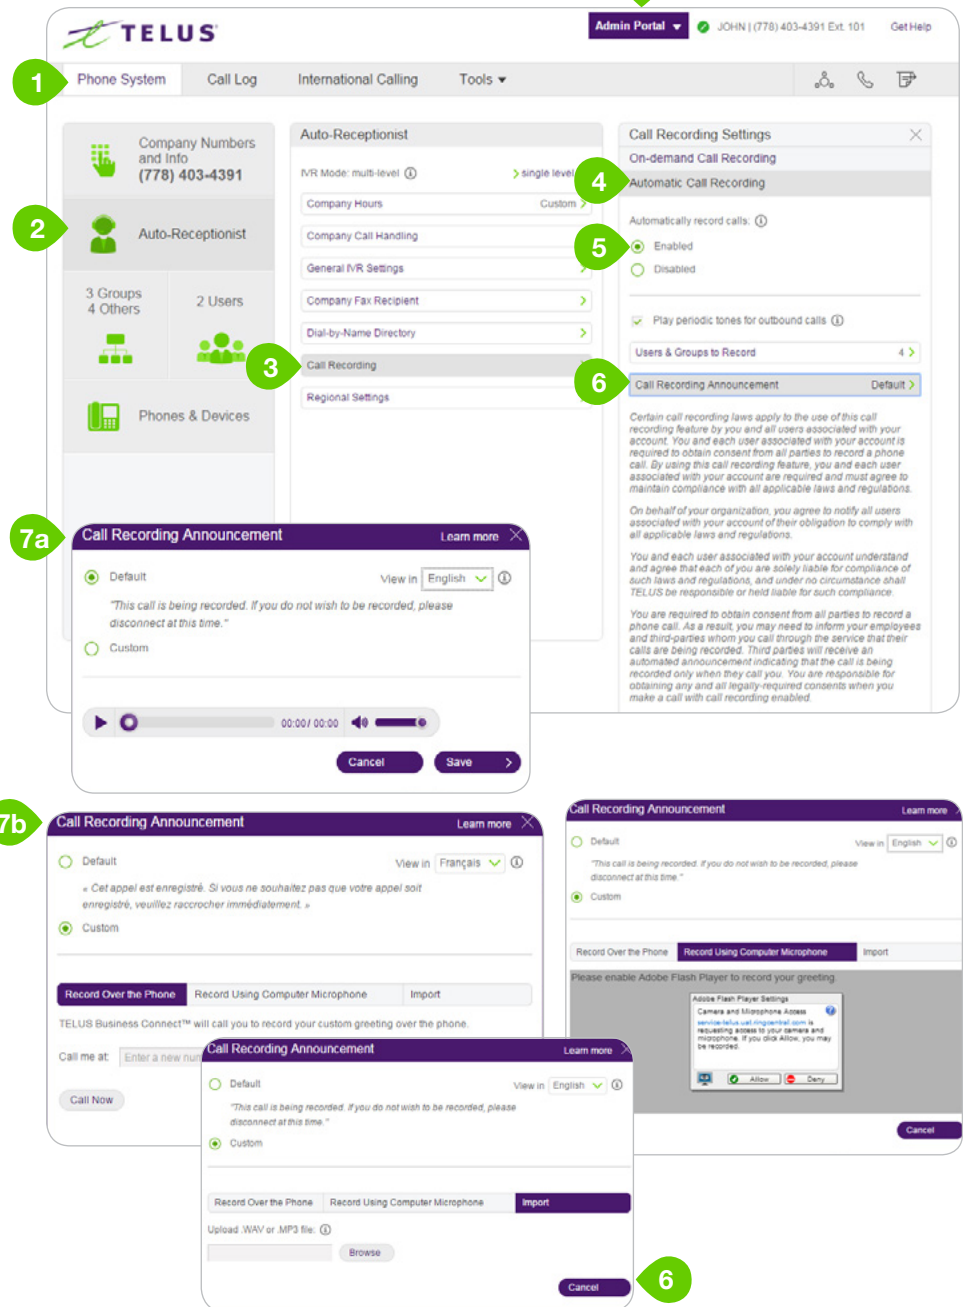 TELUS
Admin Portal
JOHN | (778) 403-4391 Ext. 101
Get Help
1
Phone System
Call Log
International Calling
Tools
Company Numbers
and Info
(778) 403-4391
2
Auto-Receptionist
3 Groups
4 Others
2 Users
Phones & Devices
Auto-Receptionist
IVR Mode: multi-level
single level
Company Hours
Custom
Company Call Handling
General IVR Settings
Company Fax Recipient
Dial-by-Name Directory
3
Call Recording
Regional Settings
Call Recording Settings
On-demand Call Recording
4
Automatic Call Recording
Automatically record calls:
5
Enabled
Disabled
Play periodic tones for outbound calls
Users & Groups to Record
4
6
Call Recording Announcement
Default
Certain call recording laws apply to the use of this call
recording feature by you and all users associated with your
account. You and each user associated with your account is
required to obtain consent from all parties to record a phone
call. By using this call recording feature, you and each user
associated with your account are required and must agree to
maintain compliance with all applicable laws and regulations.
On behalf of your organization, you agree to notify all users
associated with your account of their obligation to comply with
all applicable laws and regulations.
You and each user associated with your account understand
and agree that each of you are solely liable for compliance of
such laws and regulations, and under no circumstance shall
TELUS be responsible or held liable for such compliance.
You are required to obtain consent from all parties to record a
phone call. As a result, you may need to inform your employees
and third-parties whom you call through the service that their
calls are being recorded. Third parties will receive an
automated announcement indicating that the call is being
recorded only when they call you. You are responsible for
obtaining any and all legally-required consents when you
make a call with call recording enabled.
7a
Call Recording Announcement
Learn more
Default
View in
English
"This call is being recorded. If you do not wish to be recorded, please
disconnect at this time."
Custom
00:00 / 00:00
Cancel
Save
7b
Call Recording Announcement
Learn more
Default
View in
Français
« Cet appel est enregistré. Si vous ne souhaitez pas que votre appel soit
enregistré, veuillez raccrocher immédiatement. »
Custom
Record Over the Phone
Record Using Computer Microphone
Import
TELUS Business Connect™ will call you to record your custom greeting over the phone.
Call me at:
Enter a new num
Call Now
Call Recording Announcement
Learn more
Default
View in
English
"This call is being recorded. If you do not wish to be recorded, please
disconnect at this time."
Custom
Record Over the Phone
Record Using Computer Microphone
Import
Please enable Adobe Flash Player to record your greeting.
Adobe Flash Player Settings
Camera and Microphone Access
service-telus.uat.ringcentral.com is
requesting access to your camera and
microphone. If you click Allow, you may
be recorded.
Allow
Deny
Cancel
Call Recording Announcement
Learn more
Default
View in
English
"This call is being recorded. If you do not wish to be recorded, please
disconnect at this time."
Custom
Record Over the Phone
Record Using Computer Microphone
Import
Upload .WAV or .MP3 file:
Browse
Cancel
6